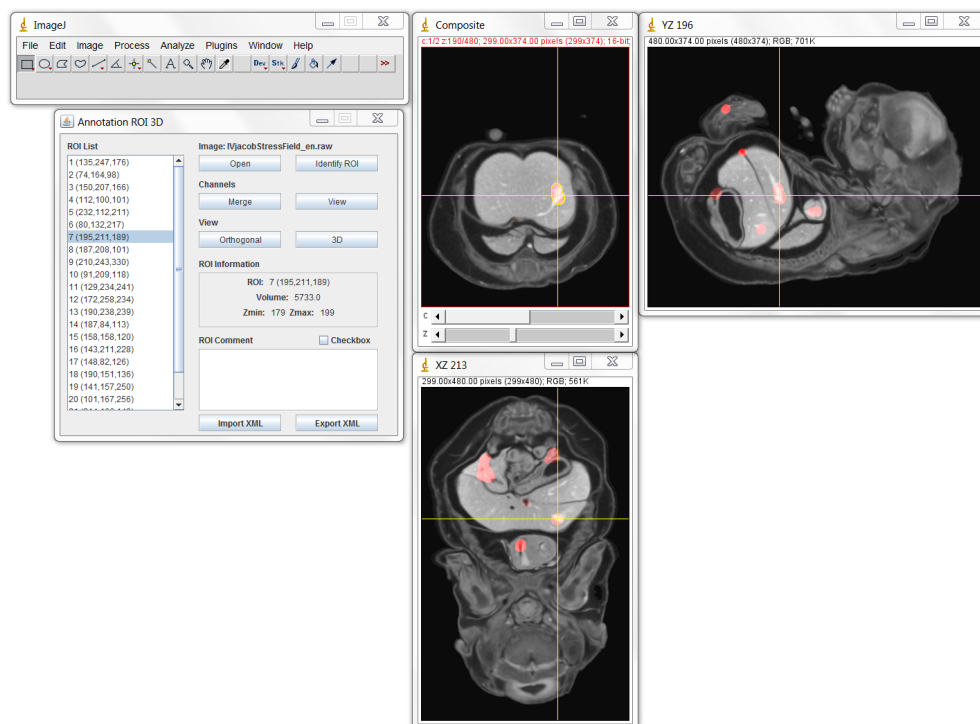 ImageJ
File Edit Image Process Analyze Plugins Window Help
Dev Stk >>
Annotation ROI 3D
ROI List
1 (135,247,176)
2 (74,164,98)
3 (150,207,166)
4 (112,100,101)
5 (232,112,211)
6 (80,132,217)
7 (195,211,189)
8 (187,208,101)
9 (210,243,330)
10 (91,209,118)
11 (129,234,241)
12 (172,258,234)
13 (190,238,239)
14 (187,84,113)
15 (158,158,120)
16 (143,211,228)
17 (148,82,126)
18 (190,151,136)
19 (141,157,250)
20 (101,167,256)
Image: IVjacobStressField_en.raw
Open Identify ROI
Channels
Merge View
View
Orthogonal 3D
ROI Information
ROI: 7 (195,211,189)
Volume: 5733.0
Zmin: 179 Zmax: 199
ROI Comment Checkbox
Import XML Export XML
Composite
c:1/2 z:190/480; 299.00x374.00 pixels (299x374); 16-bit
C
Z
YZ 196
480.00x374.00 pixels (480x374); RGB; 701K
XZ 213
299.00x480.00 pixels (299x480); RGB; 561K